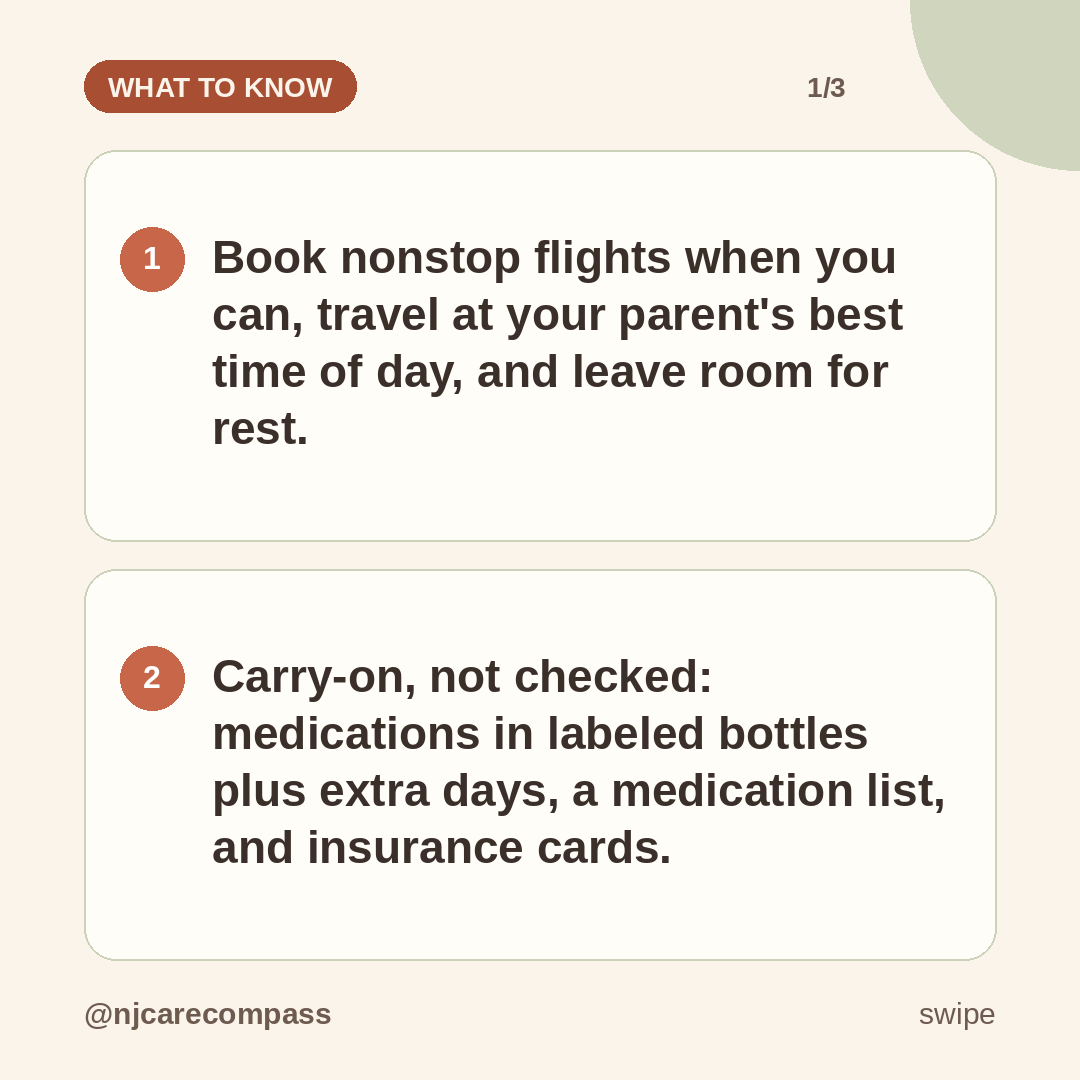 WHAT TO KNOW
1/3
1
Book nonstop flights when you
can, travel at your parent's best
time of day, and leave room for
rest.
2
Carry-on, not checked:
medications in labeled bottles
plus extra days, a medication list,
and insurance cards.
@njcarecompass
swipe